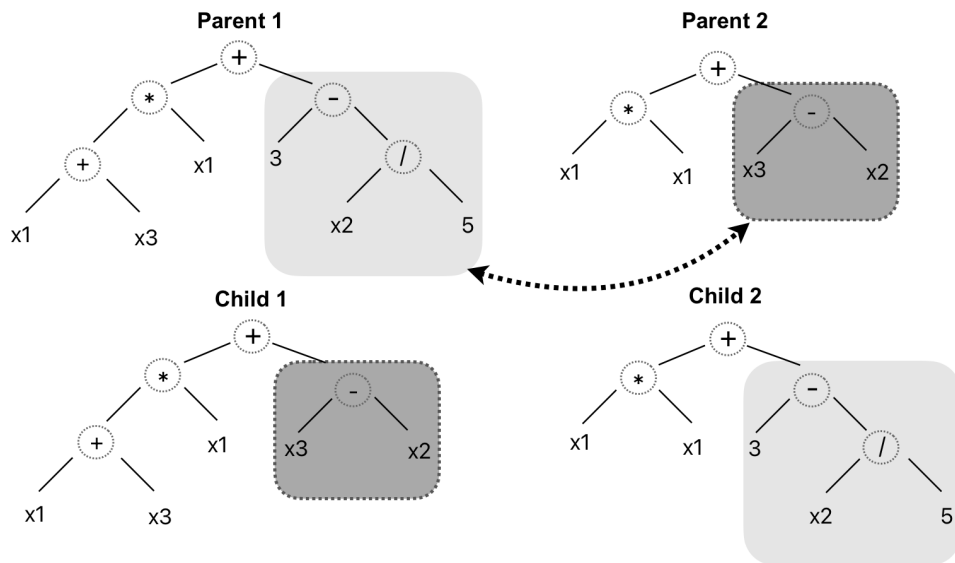 Parent 1
Parent 2
+
+
*
-
*
-
+
x1
3
/
x1
x1
x3
x2
x1
x3
x2
5
Child 1
Child 2
+
+
*
-
*
-
+
x1
x3
x2
x1
x1
3
/
x1
x3
x2
5